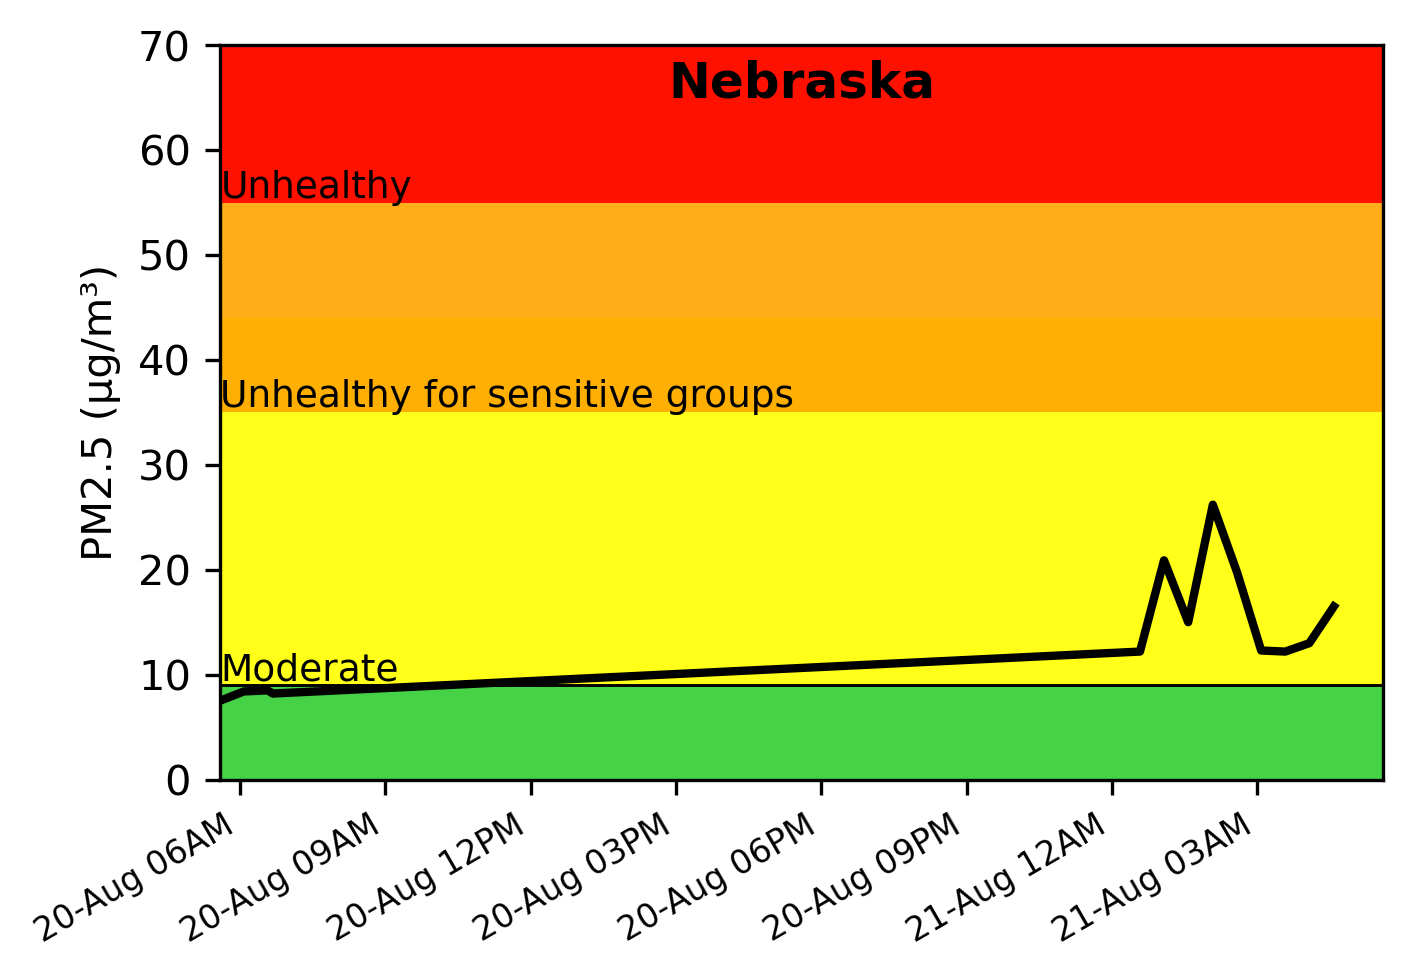 Nebraska
70
60
50
40
30
20
10
0
PM2.5 (μg/m³)
Unhealthy
Unhealthy for sensitive groups
Moderate
20-Aug 06AM
20-Aug 09AM
20-Aug 12PM
20-Aug 03PM
20-Aug 06PM
20-Aug 09PM
21-Aug 12AM
21-Aug 03AM